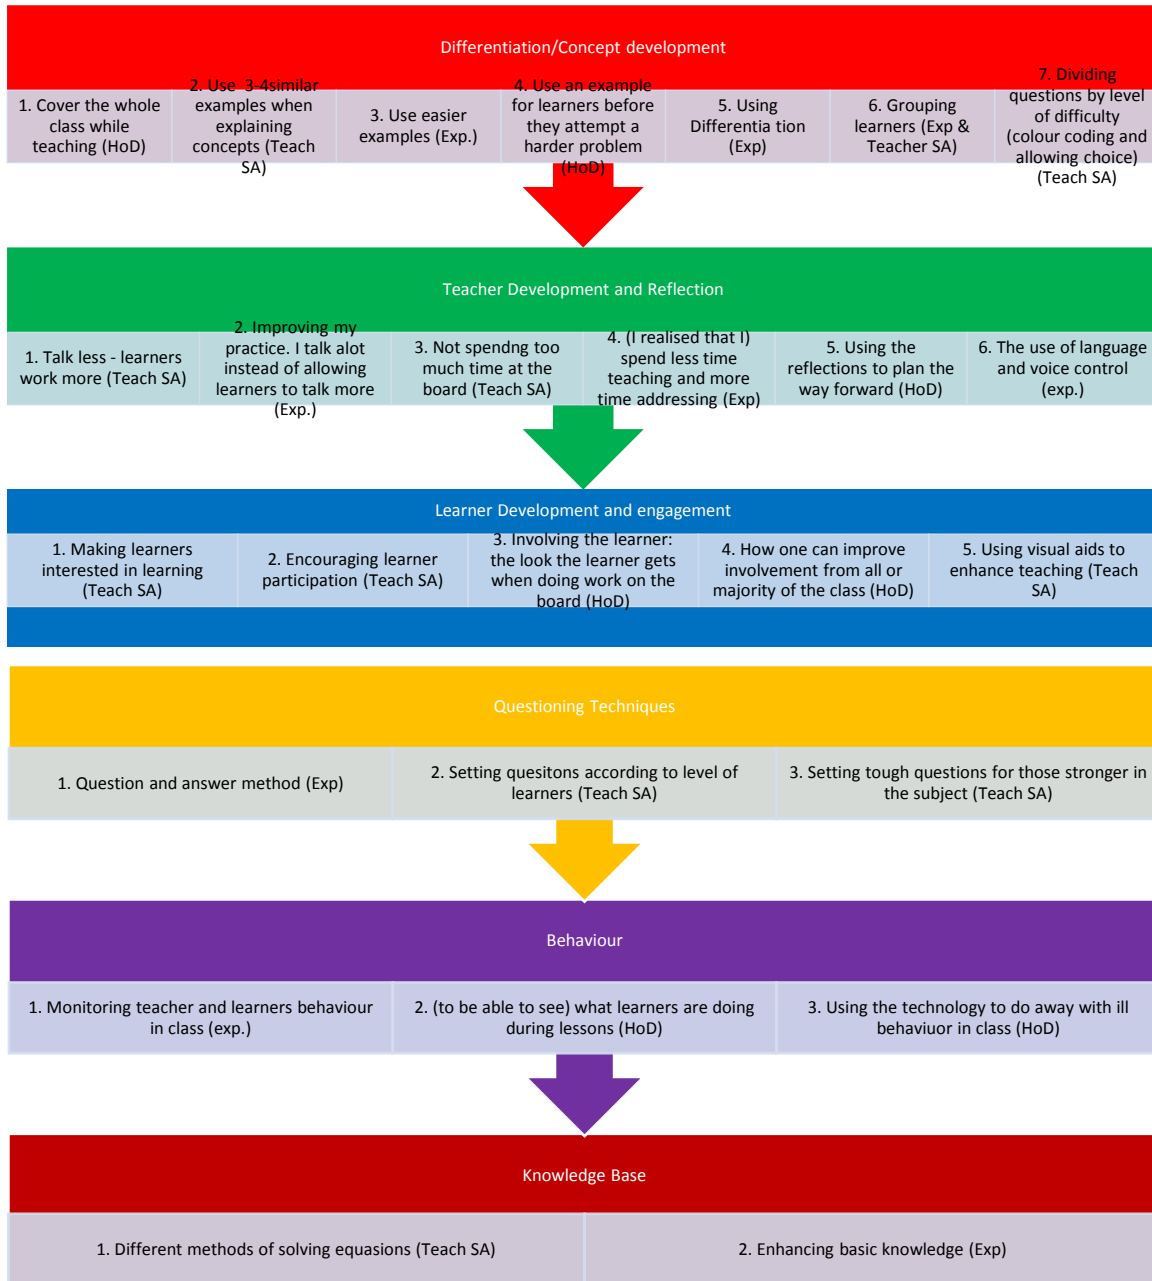 Differentiation/Concept development
1. Cover the whole
class while
teaching (HoD)
2. Use 3-4similar
examples when
explaining
concepts (Teach
SA)
3. Use easier
examples (Exp.)
4. Use an example
for learners before
they attempt a
harder problem
(HoD)
5. Using
Differentia tion
(Exp)
6. Grouping
learners (Exp &
Teacher SA)
7. Dividing
questions by level
of difficulty
(colour coding and
allowing choice)
(Teach SA)
Teacher Development and Reflection
1. Talk less - learners
work more (Teach SA)
2. Improving my
practice. I talk alot
instead of allowing
learners to talk more
(Exp.)
3. Not spendng too
much time at the
board (Teach SA)
4. (I realised that I)
spend less time
teaching and more
time addressing (Exp)
5. Using the
reflections to plan the
way forward (HoD)
6. The use of language
and voice control
(exp.)
Learner Development and engagement
1. Making learners
interested in learning
(Teach SA)
2. Encouraging learner
participation (Teach SA)
3. Involving the learner:
the look the learner gets
when doing work on the
board (HoD)
4. How one can improve
involvement from all or
majority of the class (HoD)
5. Using visual aids to
enhance teaching (Teach
SA)
Questioning Techniques
1. Question and answer method (Exp)
2. Setting quesitons according to level of
learners (Teach SA)
3. Setting tough questions for those stronger in
the subject (Teach SA)
Behaviour
1. Monitoring teacher and learners behaviour
in class (exp.)
2. (to be able to see) what learners are doing
during lessons (HoD)
3. Using the technology to do away with ill
behaviuor in class (HoD)
Knowledge Base
1. Different methods of solving equasions (Teach SA)
2. Enhancing basic knowledge (Exp)